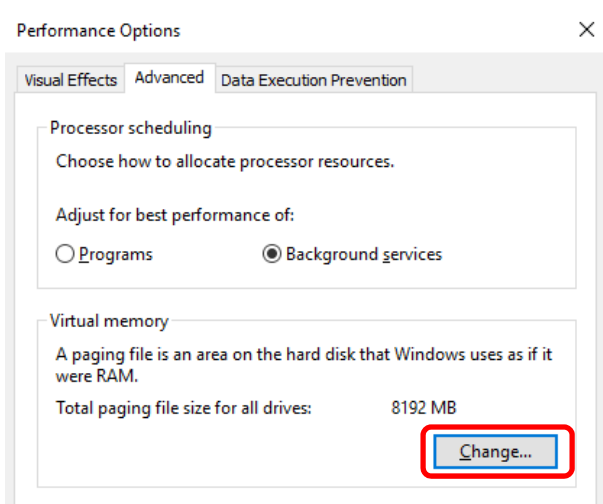 Performance Options
Visual Effects Advanced Data Execution Prevention
Processor scheduling
Choose how to allocate processor resources.
Adjust for best performance of:
Programs Background services
Virtual memory
A paging file is an area on the hard disk that Windows uses as if it
were RAM.
Total paging file size for all drives: 8192 MB
Change...